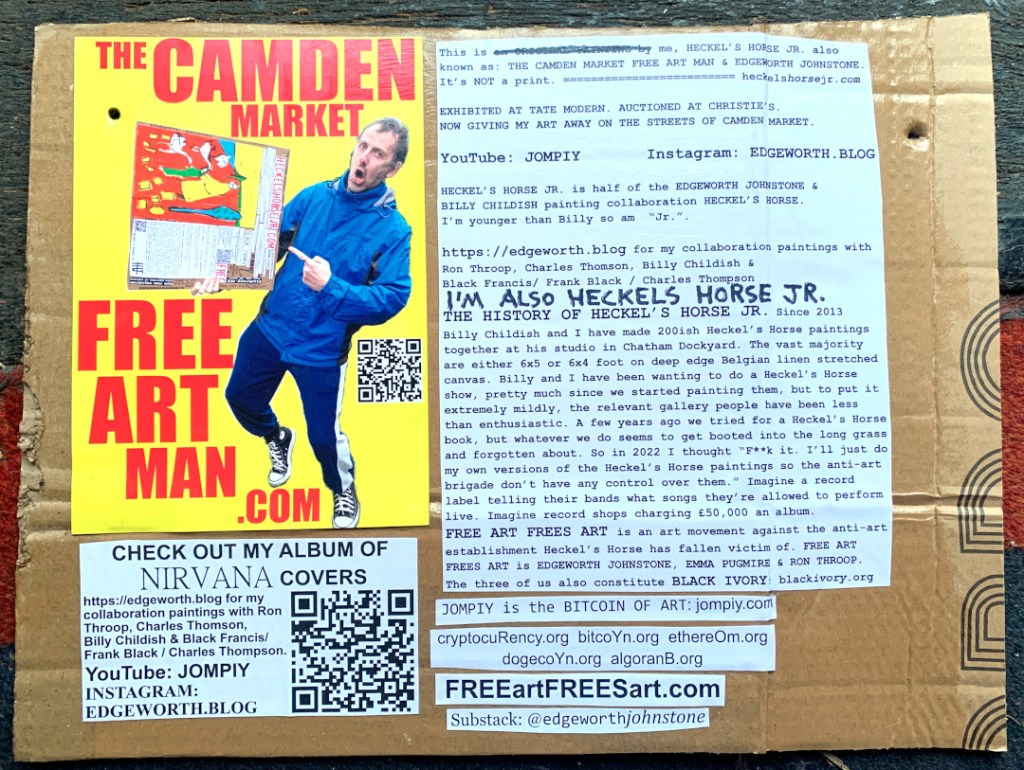 THE CAMDEN
MARKET
HECKELSHORSEJR.COM
FREE
ART
MAN
.COM
CHECK OUT MY ALBUM OF
NIRVANA COVERS
https://edgeworth.blog for my
collaboration paintings with Ron
Throop, Charles Thomson,
Billy Childish & Black Francis/
Frank Black / Charles Thompson.
YouTube: JOMPIY
INSTAGRAM:
EDGEWORTH.BLOG
This is an ORIGINAL PAINTING by me, HECKEL'S HORSE JR. also
known as: THE CAMDEN MARKET FREE ART MAN & EDGEWORTH JOHNSTONE.
It's NOT a print. ========================= heckelshorsejr.com
EXHIBITED AT TATE MODERN. AUCTIONED AT CHRISTIE'S.
NOW GIVING MY ART AWAY ON THE STREETS OF CAMDEN MARKET.
YouTube: JOMPIY Instagram: EDGEWORTH.BLOG
HECKEL'S HORSE JR. is half of the EDGEWORTH JOHNSTONE &
BILLY CHILDISH painting collaboration HECKEL'S HORSE.
I'm younger than Billy so am "Jr.".
https://edgeworth.blog for my collaboration paintings with
Ron Throop, Charles Thomson, Billy Childish &
Black Francis/ Frank Black / Charles Thompson
I'M ALSO HECKELS HORSE JR.
THE HISTORY OF HECKEL'S HORSE JR. Since 2013
Billy Childish and I have made 200ish Heckel's Horse paintings
together at his studio in Chatham Dockyard. The vast majority
are either 6x5 or 6x4 foot on deep edge Belgian linen stretched
canvas. Billy and I have been wanting to do a Heckel's Horse
show, pretty much since we started painting them, but to put it
extremely mildly, the relevant gallery people have been less
than enthusiastic. A few years ago we tried for a Heckel's Horse
book, but whatever we do seems to get booted into the long grass
and forgotten about. So in 2022 I thought "F**k it. I'll just do
my own versions of the Heckel's Horse paintings so the anti-art
brigade don't have any control over them." Imagine a record
label telling their bands what songs they're allowed to perform
live. Imagine record shops charging £50,000 an album.
FREE ART FREES ART is an art movement against the anti-art
establishment Heckel's Horse has fallen victim of. FREE ART
FREES ART is EDGEWORTH JOHNSTONE, EMMA PUGMIRE & RON THROOP.
The three of us also constitute BLACK IVORY: blackivory.org
JOMPIY is the BITCOIN OF ART: jompiy.com
cryptocuRency.org bitcoYn.org ethereOm.org
dogecoYn.org algoranB.org
FREEartFREESart.com
Substack: @edgeworthjohnstone